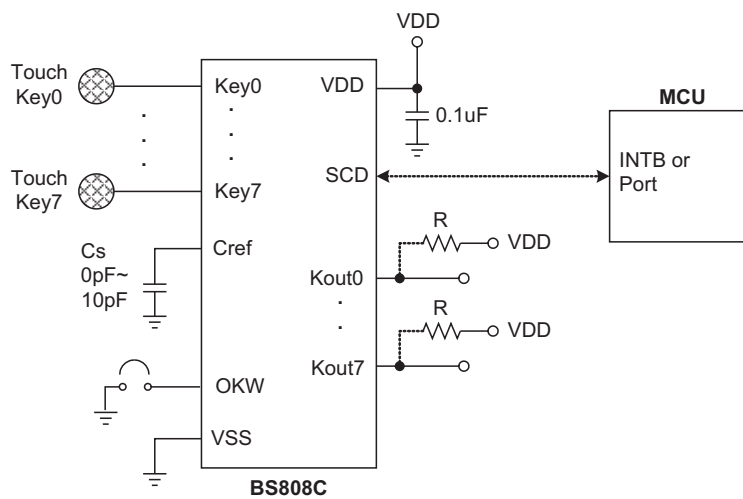 VDD
Touch
Key0
Key0
VDD
MCU
0.1uF
Touch
Key7
Key7
SCD
INTB or
Port
Cref
Cs
0pF~
10pF
R
VDD
Kout0
R
VDD
Kout7
OKW
VSS
BS808C